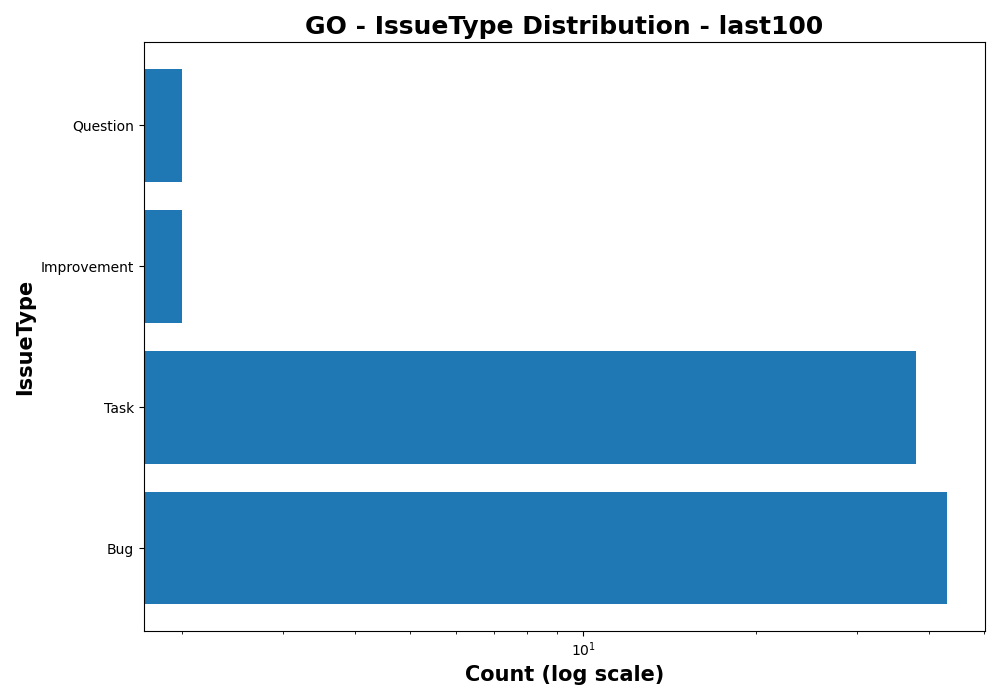 GO - IssueType Distribution - last100
IssueType
Question
Improvement
Task
Bug
10¹
Count (log scale)